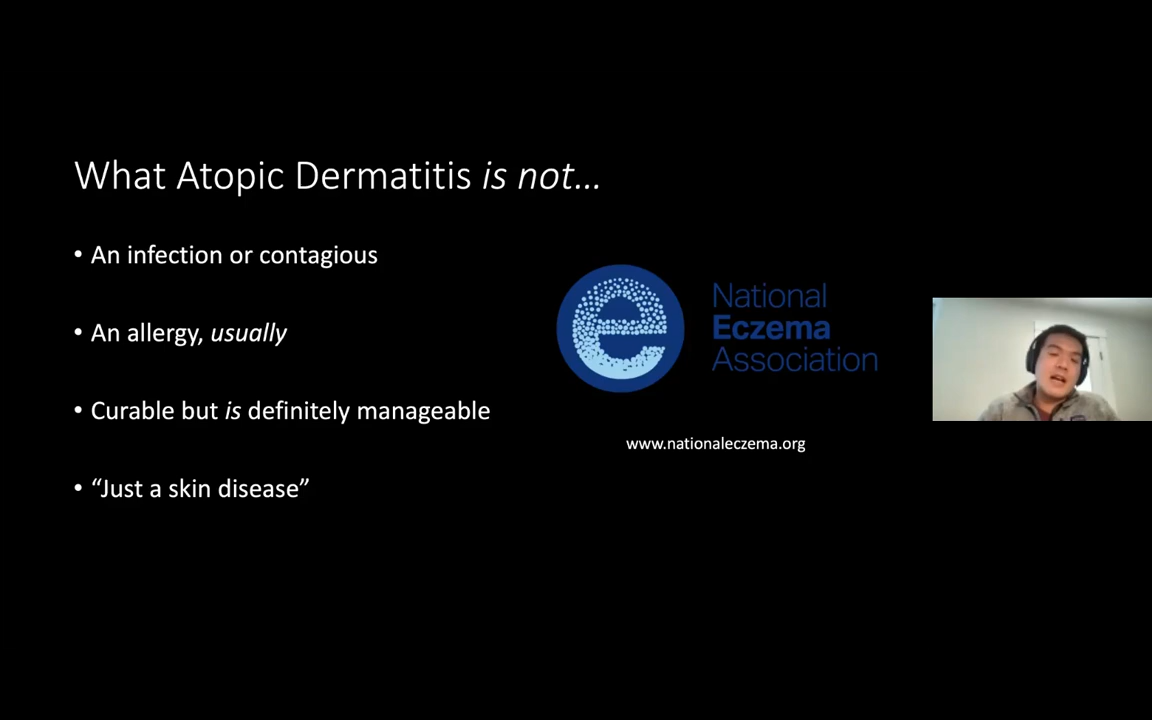 What Atopic Dermatitis is not…
• An infection or contagious
• An allergy, usually
• Curable but is definitely manageable
• “Just a skin disease”
e
National
Eczema
Association
www.nationaleczema.org